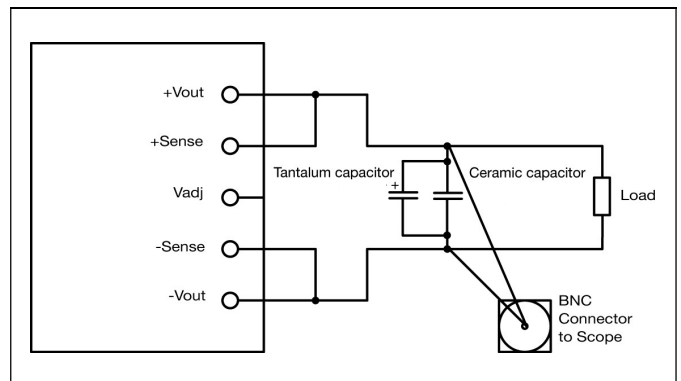 +Vout
+Sense
Tantalum capacitor
+
Ceramic capacitor
Vadj
Load
-Sense
-Vout
BNC
Connector
to Scope